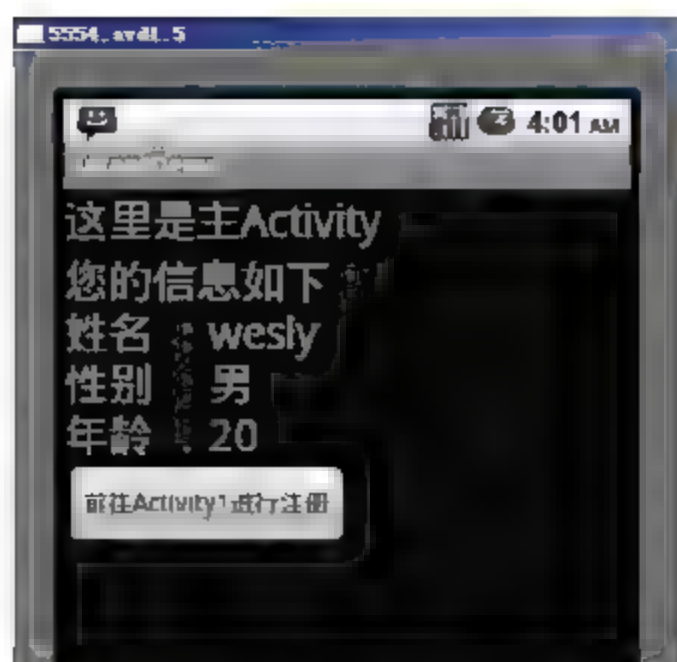 5554_avd1_5
4:01 AM
这里是主Activity
您的信息如下
姓名 : wesly
性别 : 男
年龄 : 20
前往Activity1进行注册